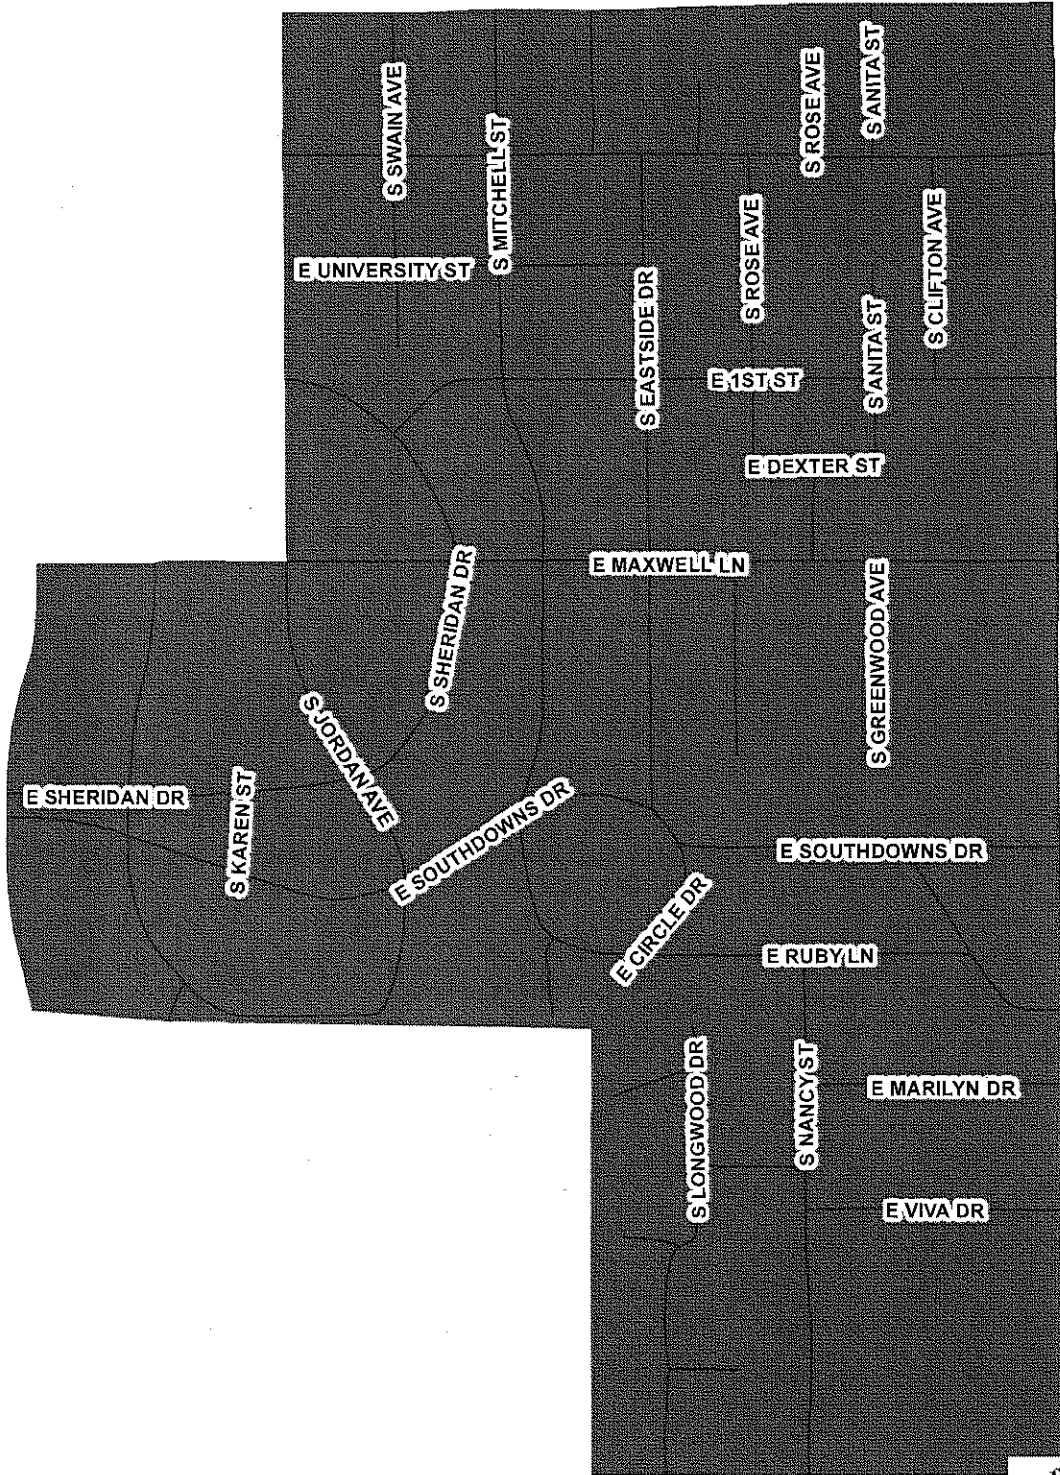 S SWAIN AVE
S MITCHELL ST
S ROSE AVE
S ANITA ST
E UNIVERSITY ST
S EASTSIDE DR
S ROSE AVE
S CLIFTON AVE
S ANITA ST
E 1ST ST
E DEXTER ST
E MAXWELL LN
S SHERIDAN DR
S GREENWOOD AVE
S JORDAN AVE
E SHERIDAN DR
S KAREN ST
E SOUTHDOWNS DR
E SOUTHDOWNS DR
E CIRCLE DR
E RUBY LN
S LONGWOOD DR
S NANCY ST
E MARILYN DR
E VIVA DR